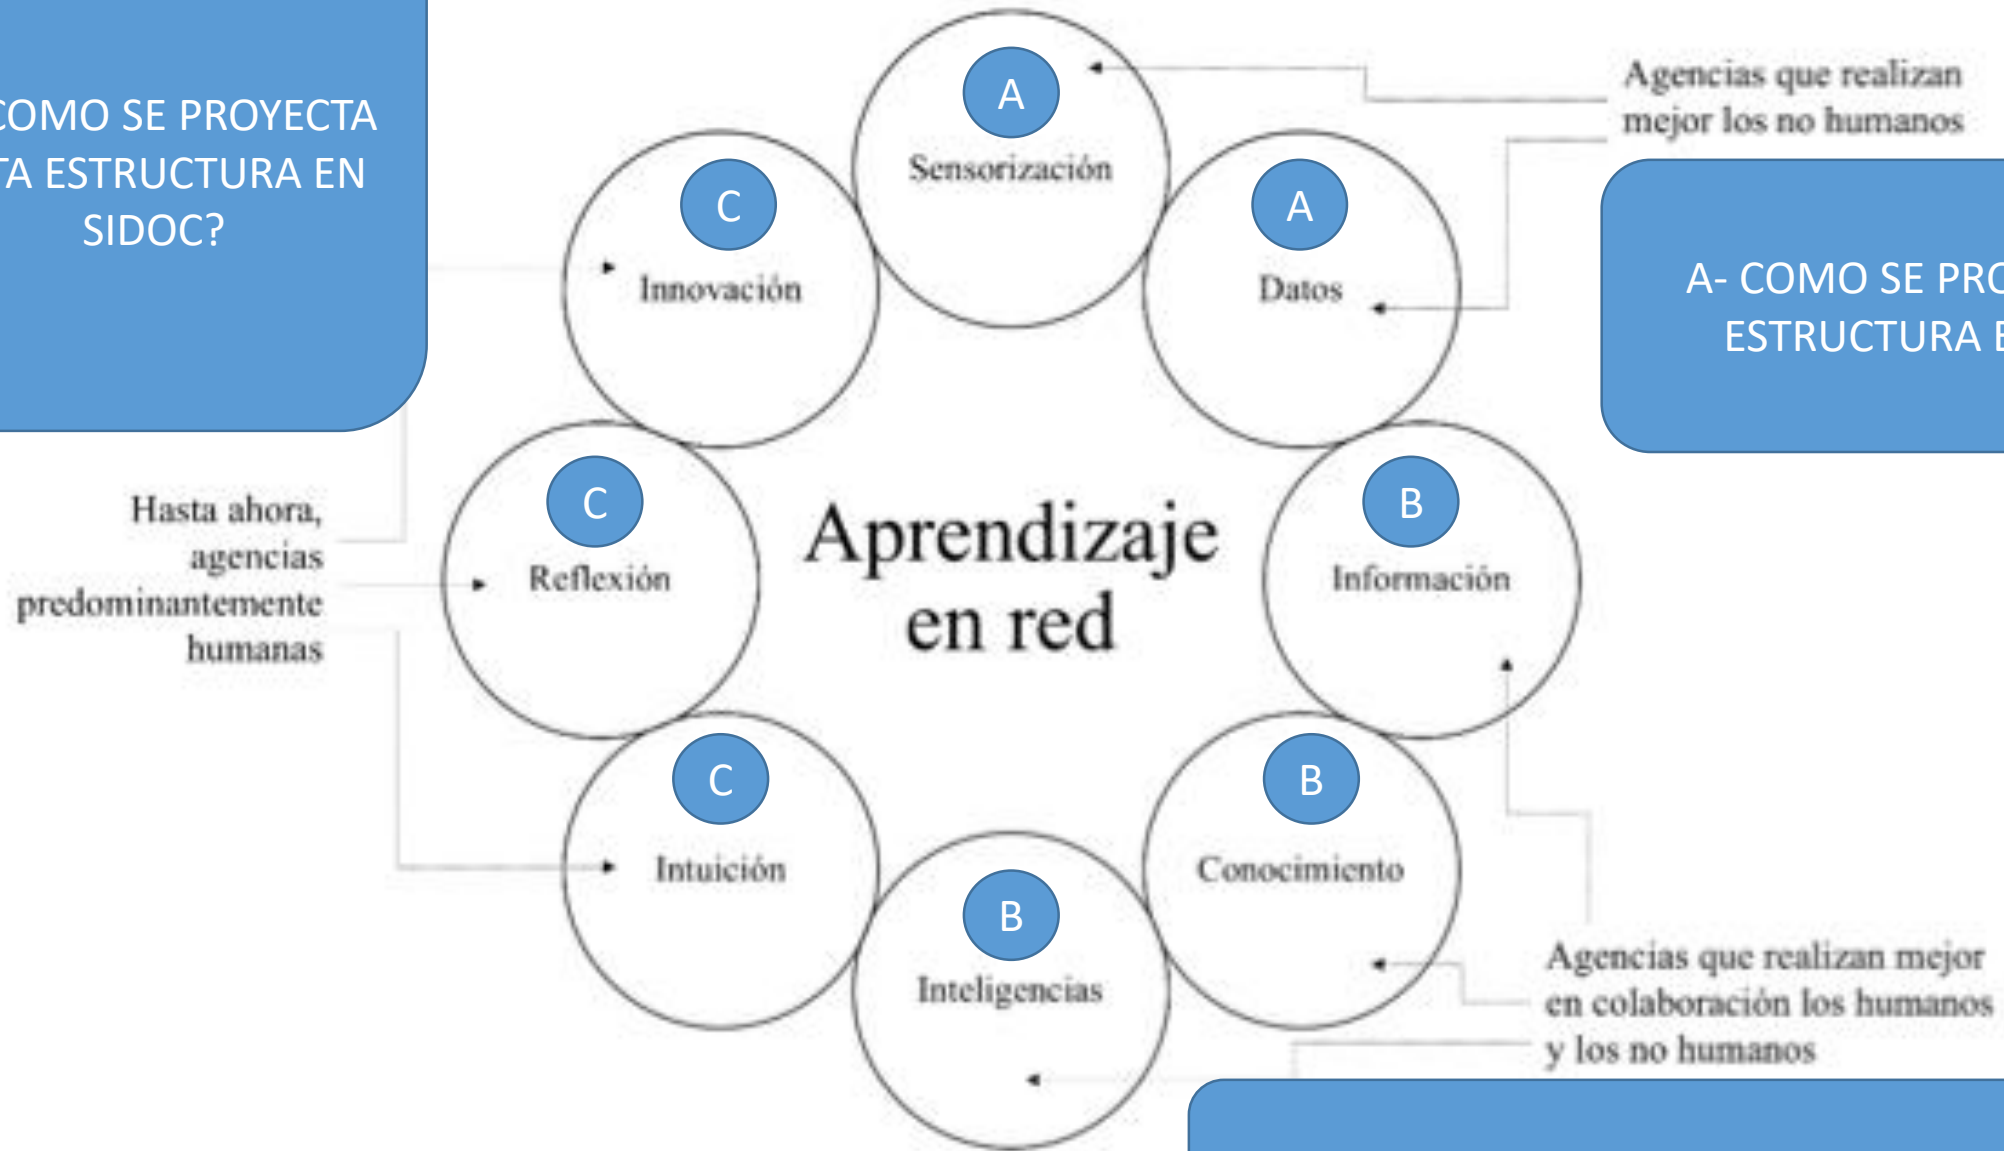 COMO SE PROYECTA
ESTRUCTURA EN
SIDOC?
A
Sensorización
Agencias que realizan
mejor los no humanos
C
Innovación
A
Datos
A- COMO SE
ESTRUCTURA
Hasta ahora,
agencias
predominantemente
humanas
C
Reflexión
Aprendizaje
en red
B
Información
C
Intuición
B
Inteligencias
B
Conocimiento
Agencias que realizan mejor
en colaboración los humanos
y los no humanos